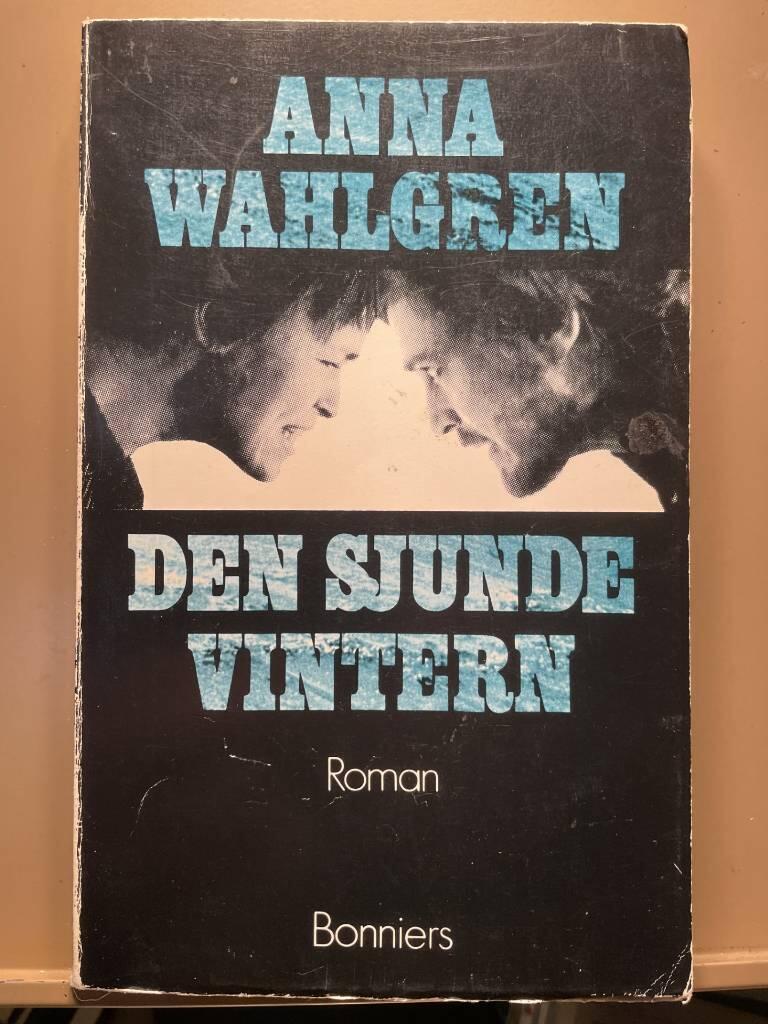 ANNA
WAHLGREN
DEN SJUNDE
VINTERN
Roman
Bonniers